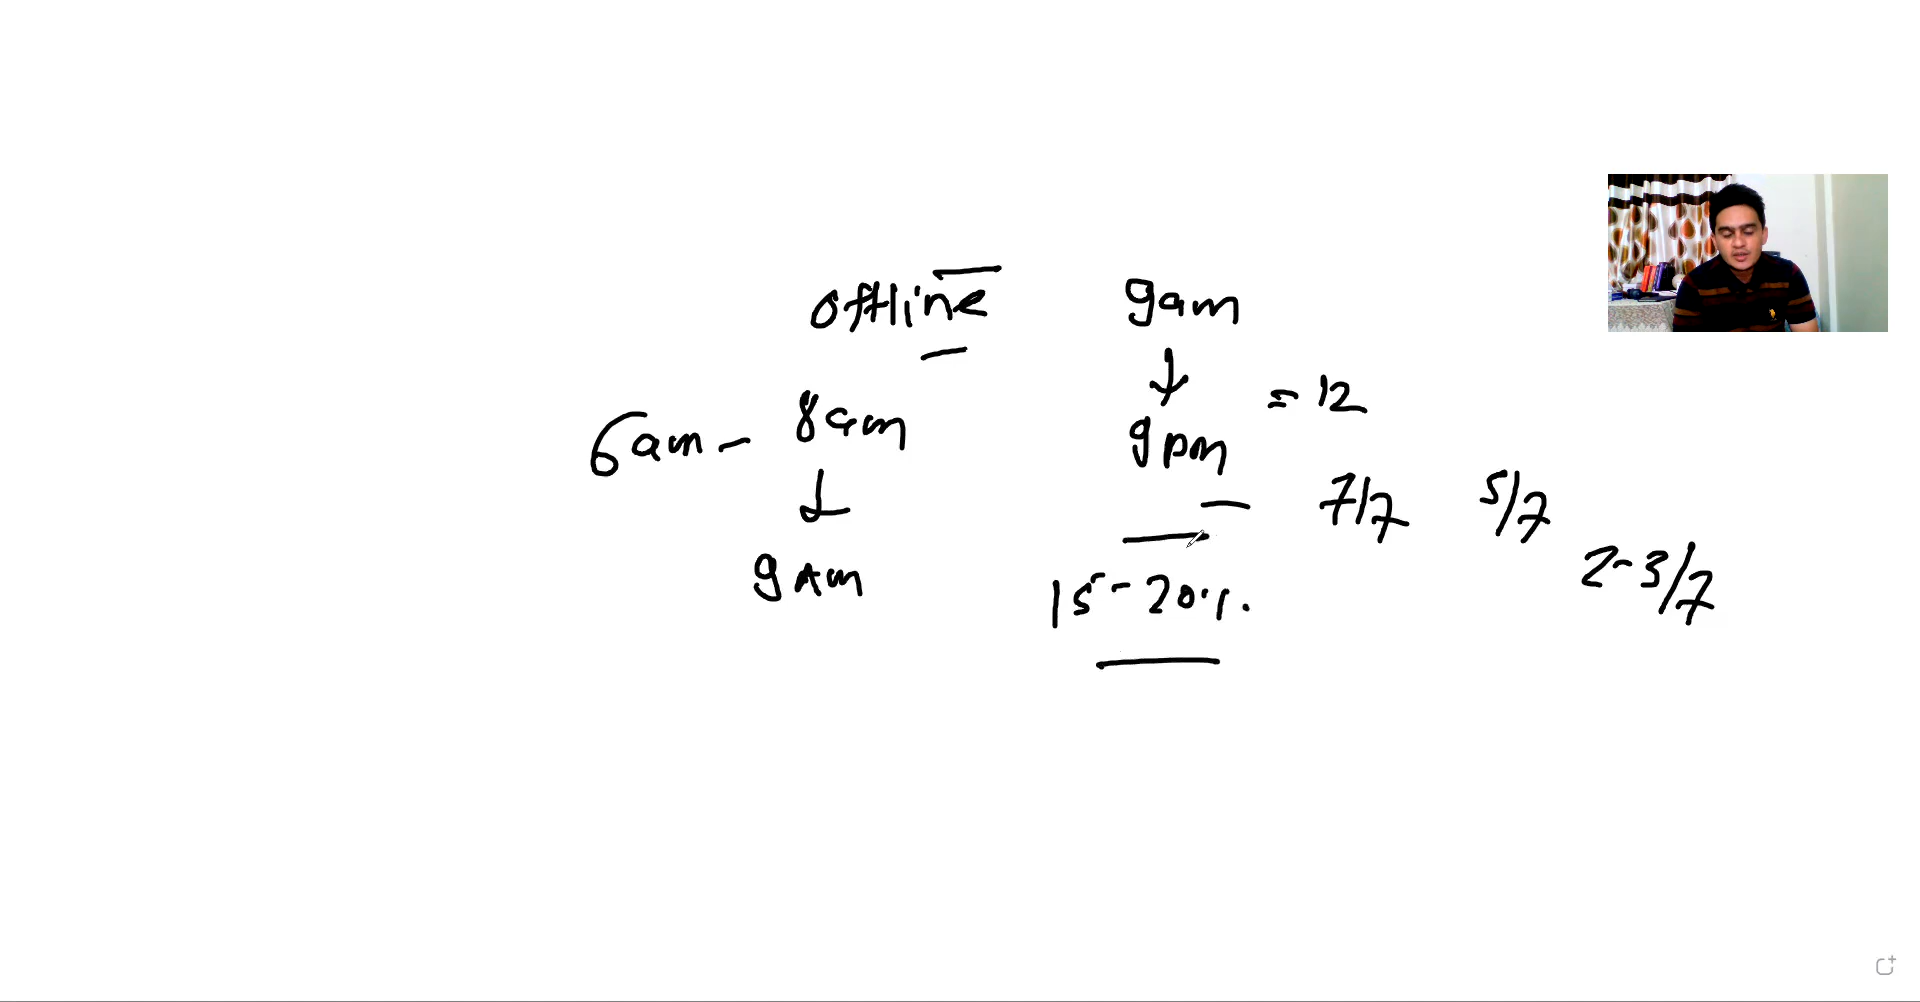 offline 9am
= 12
6am - 8am 9pm
7/7 5/7
9 Am 15 - 20%. 2-3/7